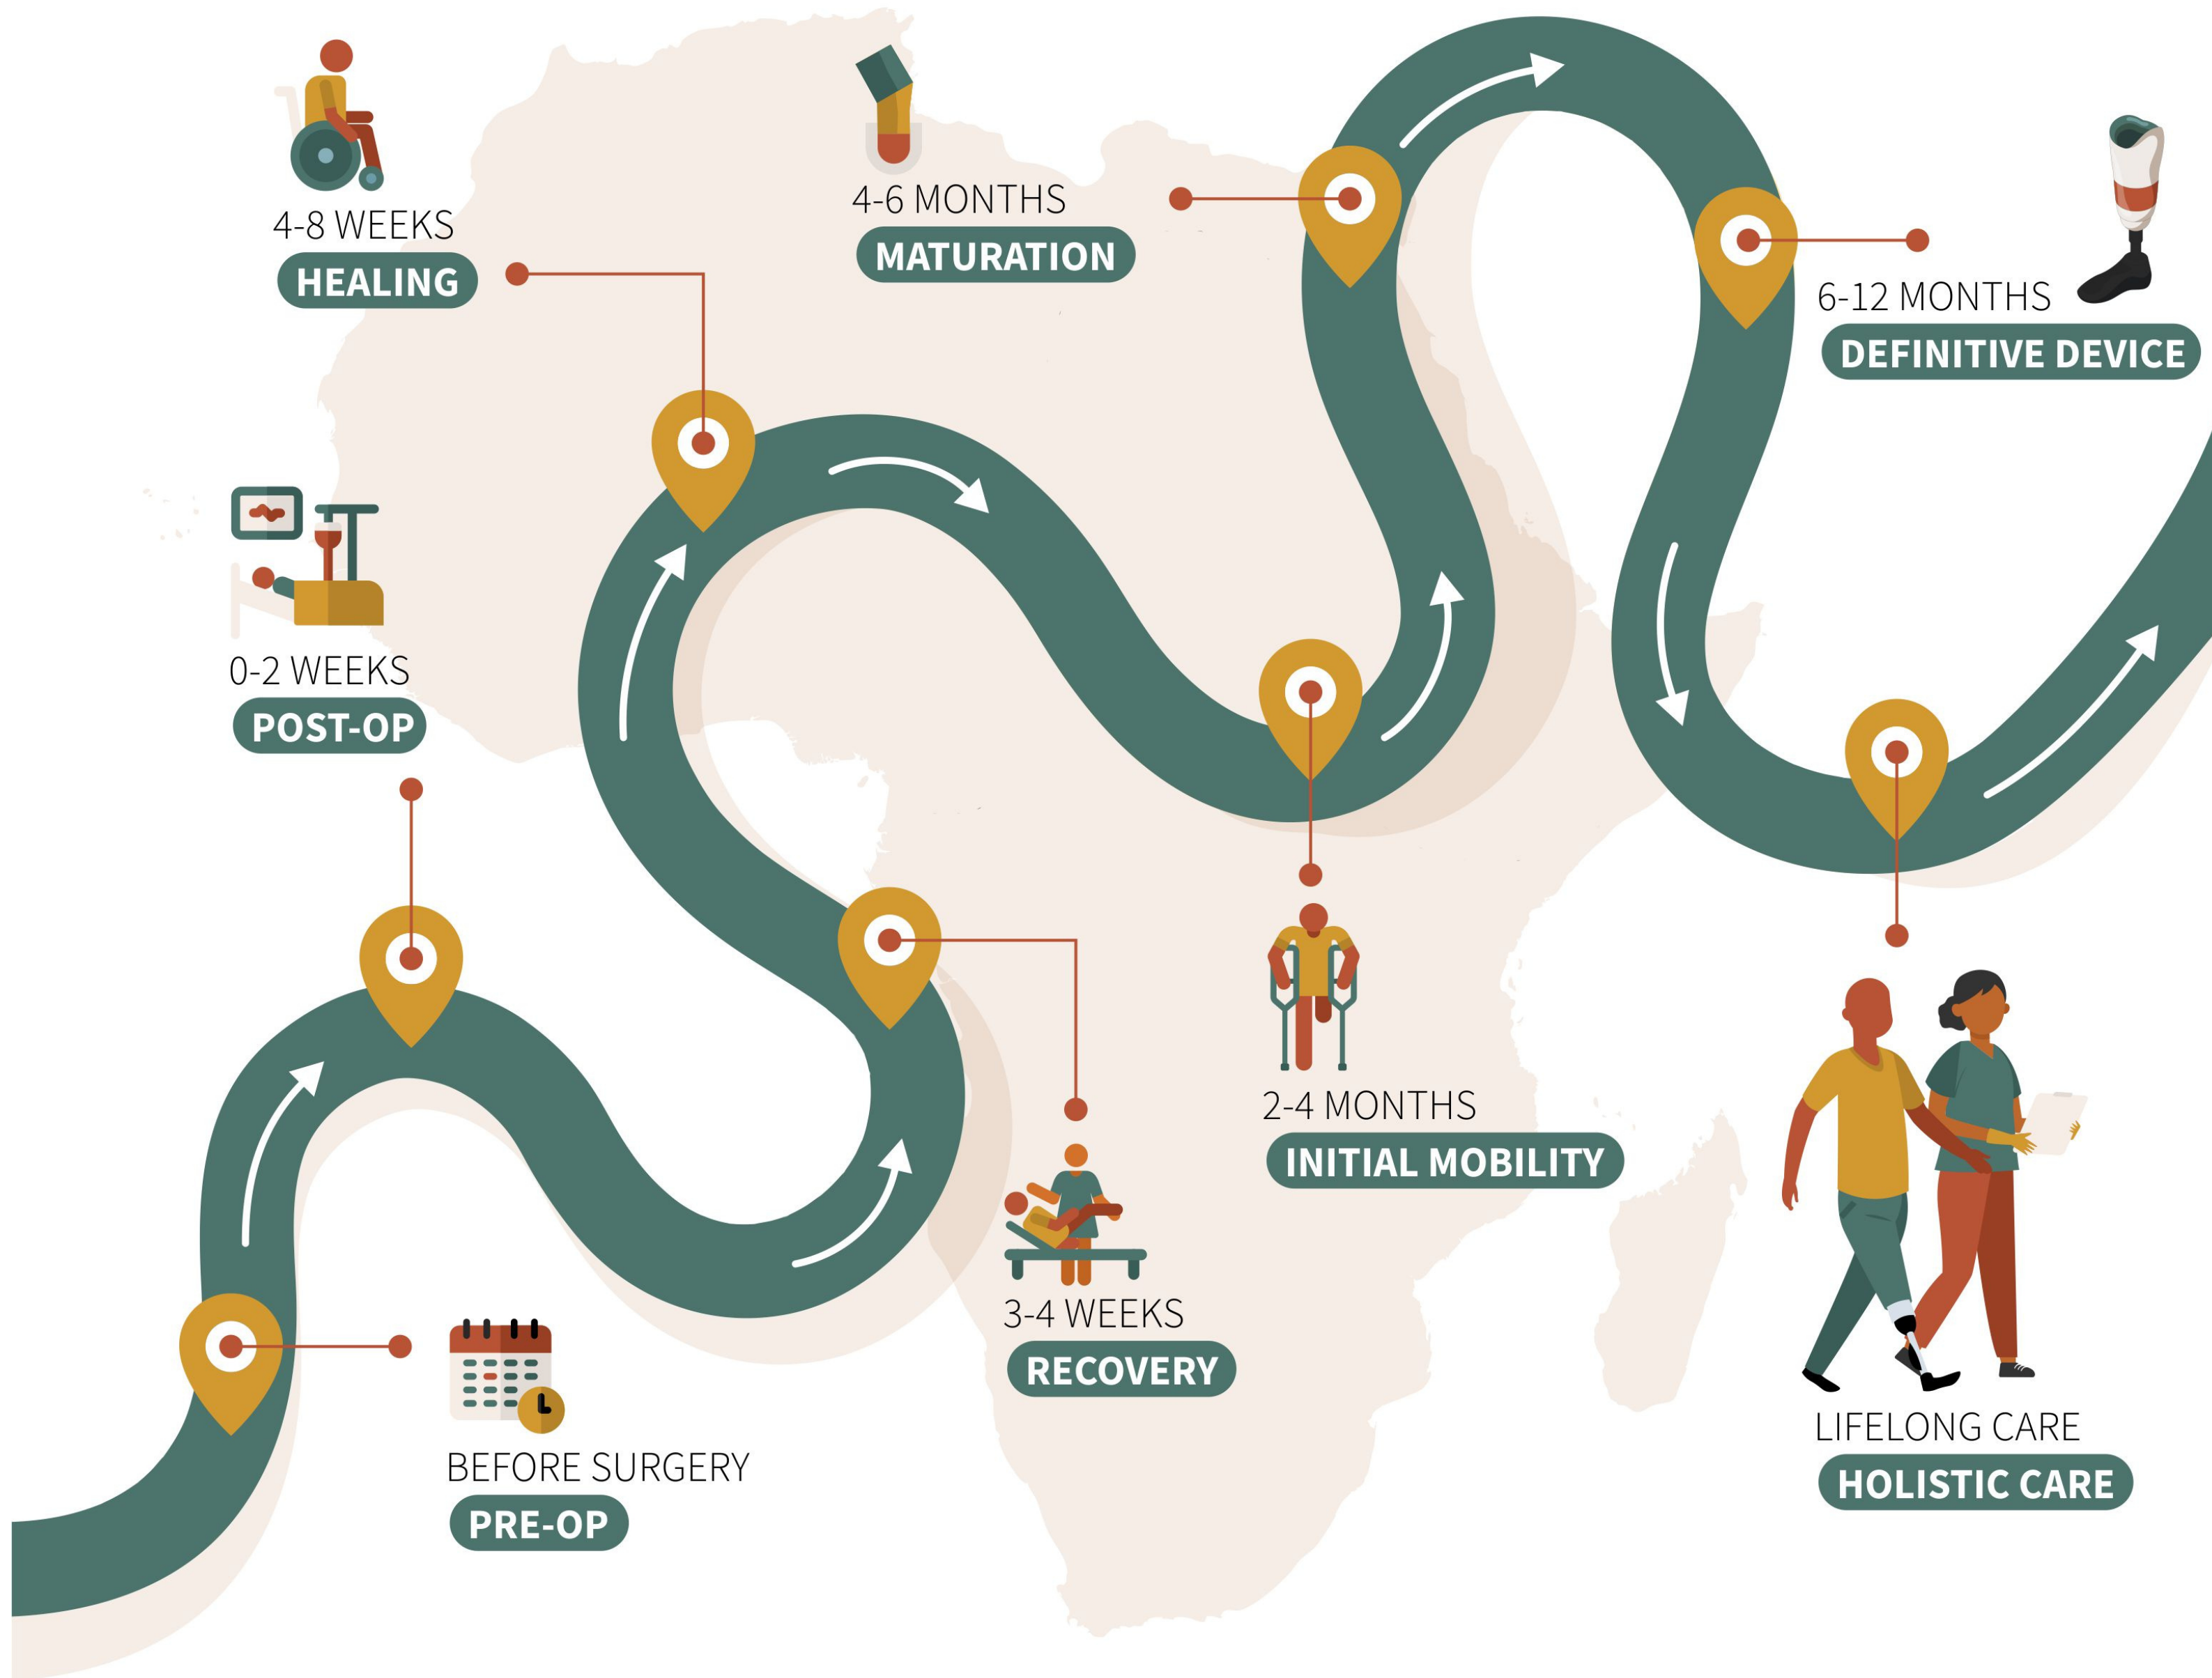 BEFORE SURGERY
PRE-OP
0-2 WEEKS
POST-OP
3-4 WEEKS
RECOVERY
4-8 WEEKS
HEALING
2-4 MONTHS
INITIAL MOBILITY
4-6 MONTHS
MATURATION
6-12 MONTHS
DEFINITIVE DEVICE
LIFELONG CARE
HOLISTIC CARE